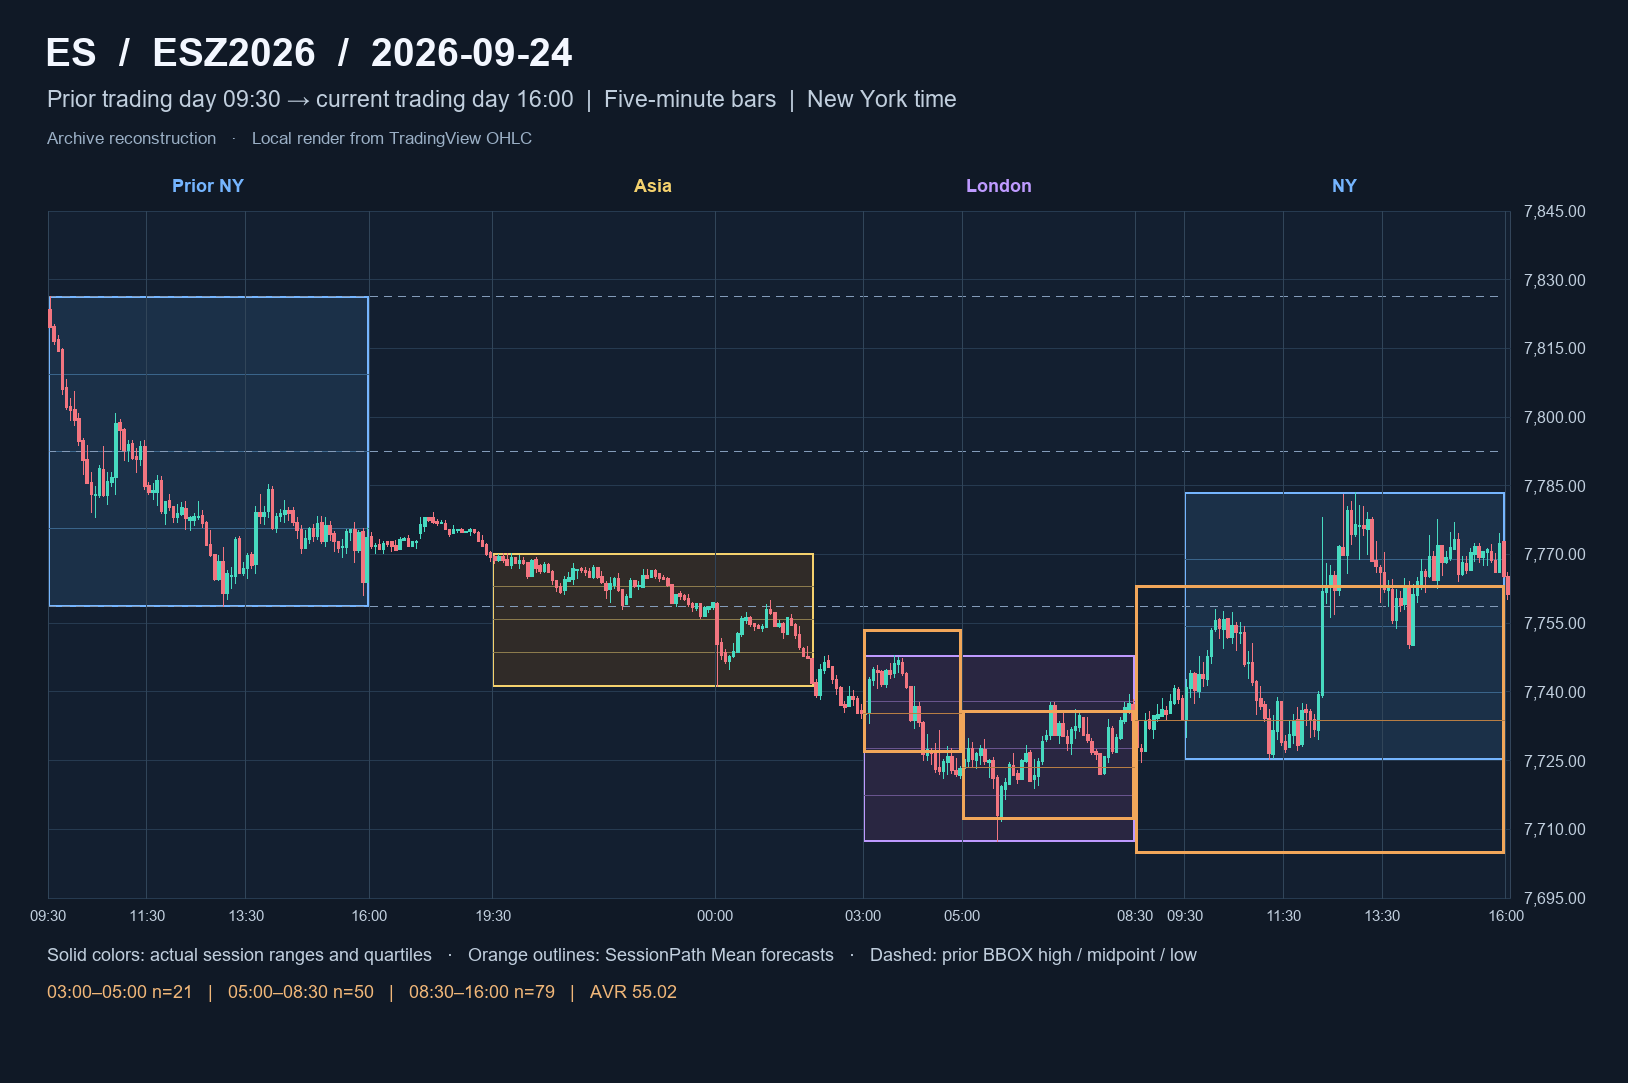 ES / ESZ2026 / 2026-09-24
Prior trading day 09:30 → current trading day 16:00 | Five-minute bars | New York time
Archive reconstruction · Local render from TradingView OHLC
Prior NY Asia London NY
7,845.00
7,830.00
7,815.00
7,800.00
7,785.00
7,770.00
7,755.00
7,740.00
7,725.00
7,710.00
7,695.00
09:30 11:30 13:30 16:00 19:30 00:00 03:00 05:00 08:30 09:30 11:30 13:30 16:00
Solid colors: actual session ranges and quartiles · Orange outlines: SessionPath Mean forecasts · Dashed: prior BBOX high / midpoint / low
03:00–05:00 n=21 | 05:00–08:30 n=50 | 08:30–16:00 n=79 | AVR 55.02